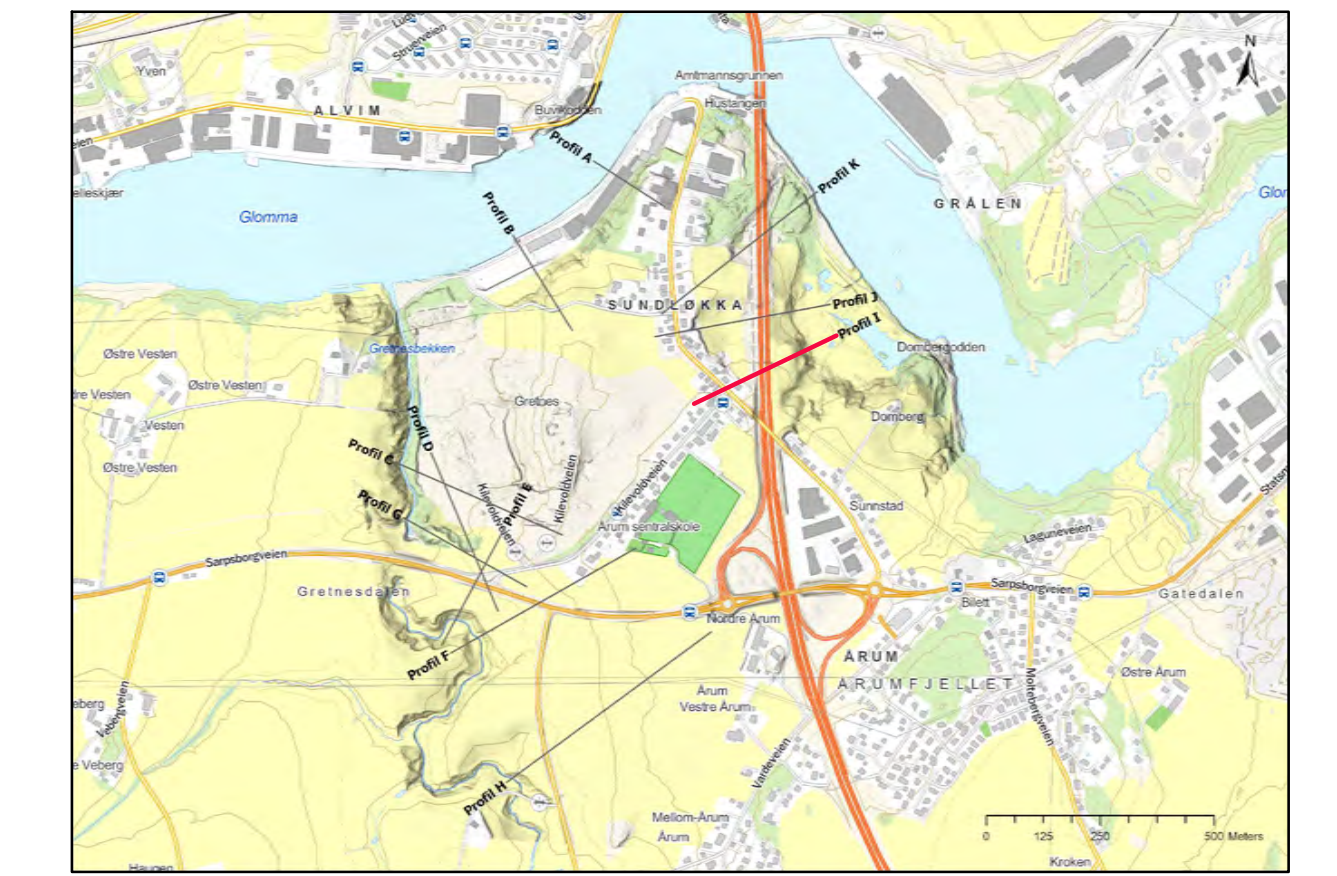 Struerveien
N
Yven
Amtmannsgrunnen
Hustangen
ALVIM
Buvikodden
Profil A
Profil K
elleskjær
GRÅLEN
Glomma
Profil B
SUNDLØKKA
Profil J
Profil I
Dombergodden
Gretnesbekken
Østre Vesten
Østre Vesten
Vesten
Østre Vesten
Gretnes
Profil D
Domberg
Profil C
Profil E
Kilevoldveien
Kilevoldveien
Kilevoldveien
Profil G
Årum sentralskole
Sunnstad
Laguneveien
Sarpsborgveien
Sarpsborgveien
Gretnesdalen
Bilett
Gatedalen
Nordre Årum
Profil F
ÅRUM
ÅRUMFJELLET
Østre Årum
Årum
Vestre Årum
Moltebergveien
Vebergveien
Vardeveien
Profil H
Mellom-Årum
Årum
0 125 250 500 Meters
Kroken
Haugen